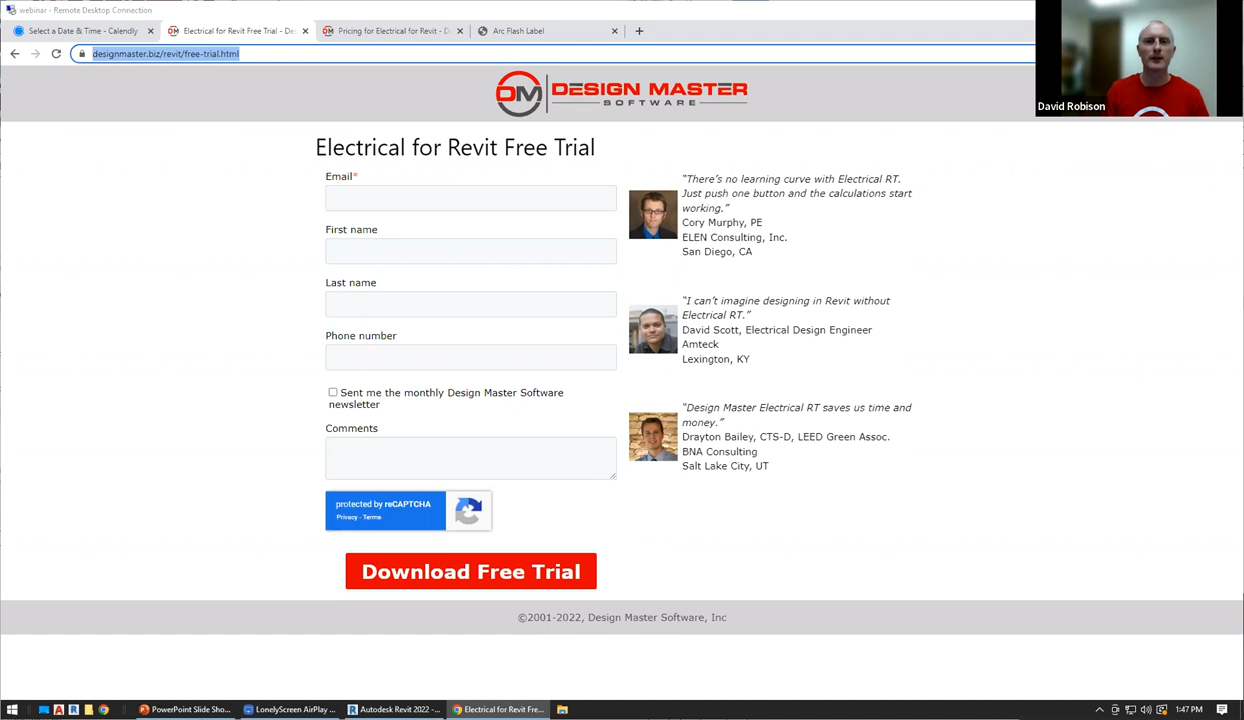 webinar - Remote Desktop Connection
Select a Date & Time - Calendly
Electrical for Revit Free Trial - De
Pricing for Electrical for Revit - D
Arc Flash Label
designmaster.biz/revit/free-trial.html
David Robison
DM DESIGN MASTER
SOFTWARE
Electrical for Revit Free Trial
Email*
First name
Last name
Phone number
Sent me the monthly Design Master Software
newsletter
Comments
protected by reCAPTCHA
Privacy - Terms
Download Free Trial
“There’s no learning curve with Electrical RT.
Just push one button and the calculations start
working.”
Cory Murphy, PE
ELEN Consulting, Inc.
San Diego, CA
“I can’t imagine designing in Revit without
Electrical RT.”
David Scott, Electrical Design Engineer
Amteck
Lexington, KY
“Design Master Electrical RT saves us time and
money.”
Drayton Bailey, CTS-D, LEED Green Assoc.
BNA Consulting
Salt Lake City, UT
©2001-2022, Design Master Software, Inc
PowerPoint Slide Sho...
LonelyScreen AirPlay ...
Autodesk Revit 2022 -...
Electrical for Revit Fre...
1:47 PM